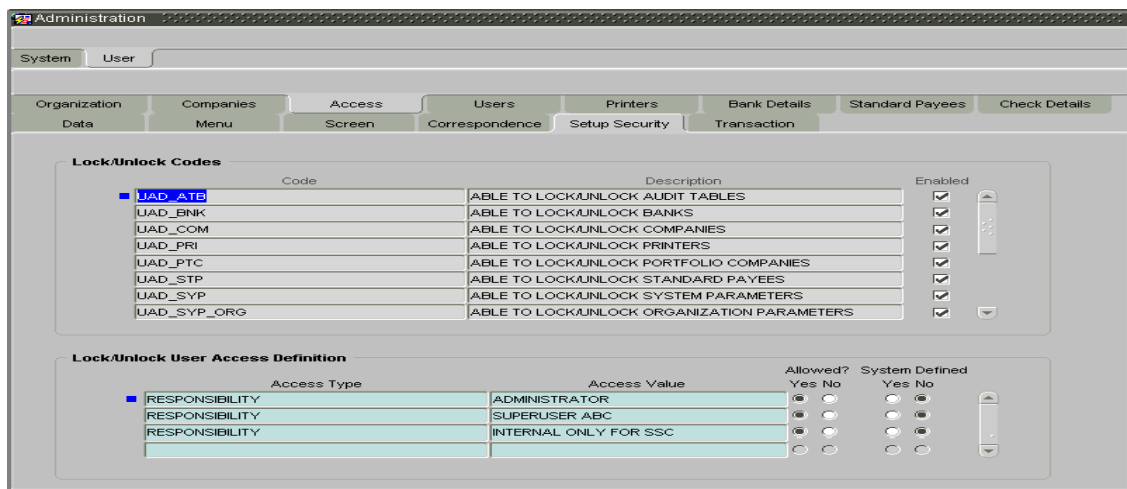 Administration
System User
Organization Companies Access Users Printers Bank Details Standard Payees Check Details
Data Menu Screen Correspondence Setup Security Transaction
Lock/Unlock Codes
Code Description Enabled
UAD_ATB ABLE TO LOCK/UNLOCK AUDIT TABLES
UAD_BNK ABLE TO LOCK/UNLOCK BANKS
UAD_COM ABLE TO LOCK/UNLOCK COMPANIES
UAD_PRI ABLE TO LOCK/UNLOCK PRINTERS
UAD_PTC ABLE TO LOCK/UNLOCK PORTFOLIO COMPANIES
UAD_STP ABLE TO LOCK/UNLOCK STANDARD PAYEES
UAD_SYP ABLE TO LOCK/UNLOCK SYSTEM PARAMETERS
UAD_SYP_ORG ABLE TO LOCK/UNLOCK ORGANIZATION PARAMETERS
Lock/Unlock User Access Definition
Allowed? System Defined
Access Type Access Value Yes No Yes No
RESPONSIBILITY ADMINISTRATOR
RESPONSIBILITY SUPERUSER ABC
RESPONSIBILITY INTERNAL ONLY FOR SSC